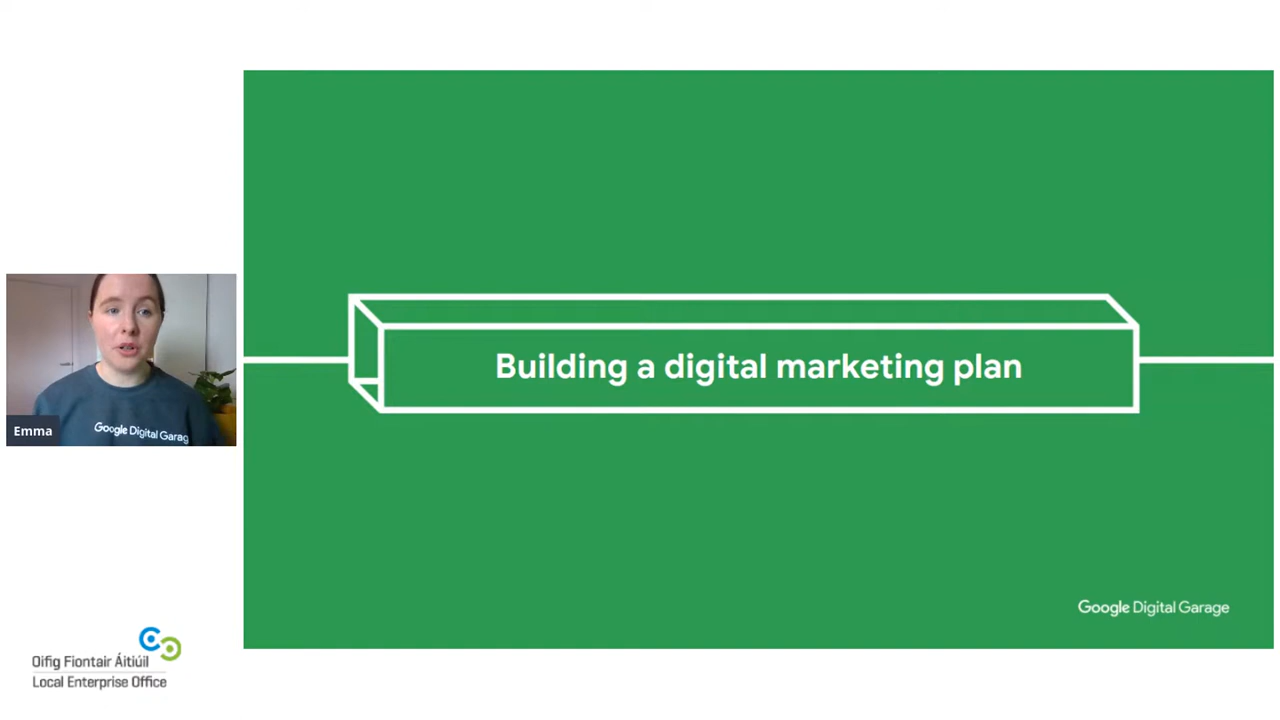 Building a digital marketing plan
Emma
Google Digital Garag
Google Digital Garage
Oifig Fiontair Áitiúil
Local Enterprise Office